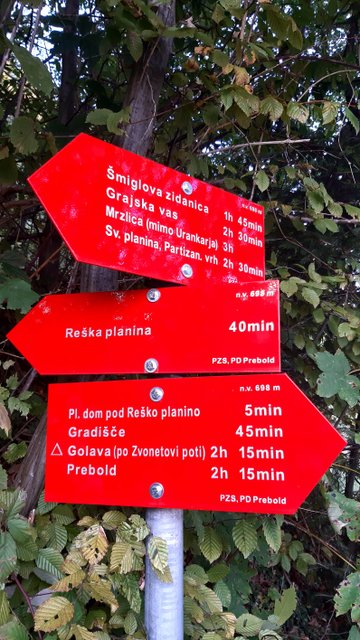 n.v. 698 m
Šmiglova zidanica 1h 45min
Grajska vas 2h 30min
Mrzlica (mimo Urankarja) 3h
Sv. planina, Partizan. vrh 2h 30min
n.v. 698 m
Reška planina 40min
PZS, PD Prebold
n.v. 698 m
Pl. dom pod Reško planino 5min
Gradišče 45min
Golava (po Zvonetovi poti) 2h 15min
Prebold 2h 15min
PZS, PD Prebold